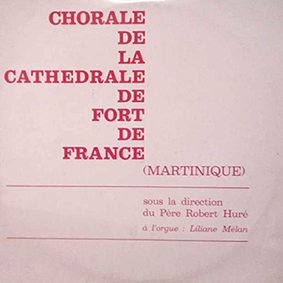 CHORALE
DE
LA
CATHEDRALE
DE
FORT
DE
FRANCE
(MARTINIQUE)
sous la direction
du Père Robert Huré
à l'orgue : Liliane Mélan